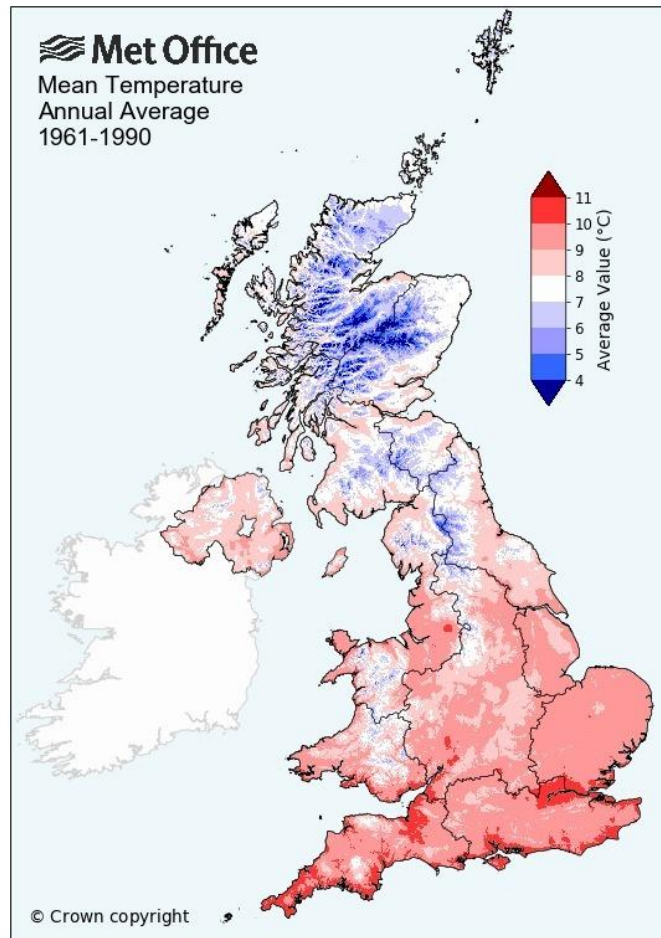 Met Office
Mean Temperature
Annual Average
1961-1990
11
10
9
8
7
6
5
4
Average Value (°C)
© Crown copyright